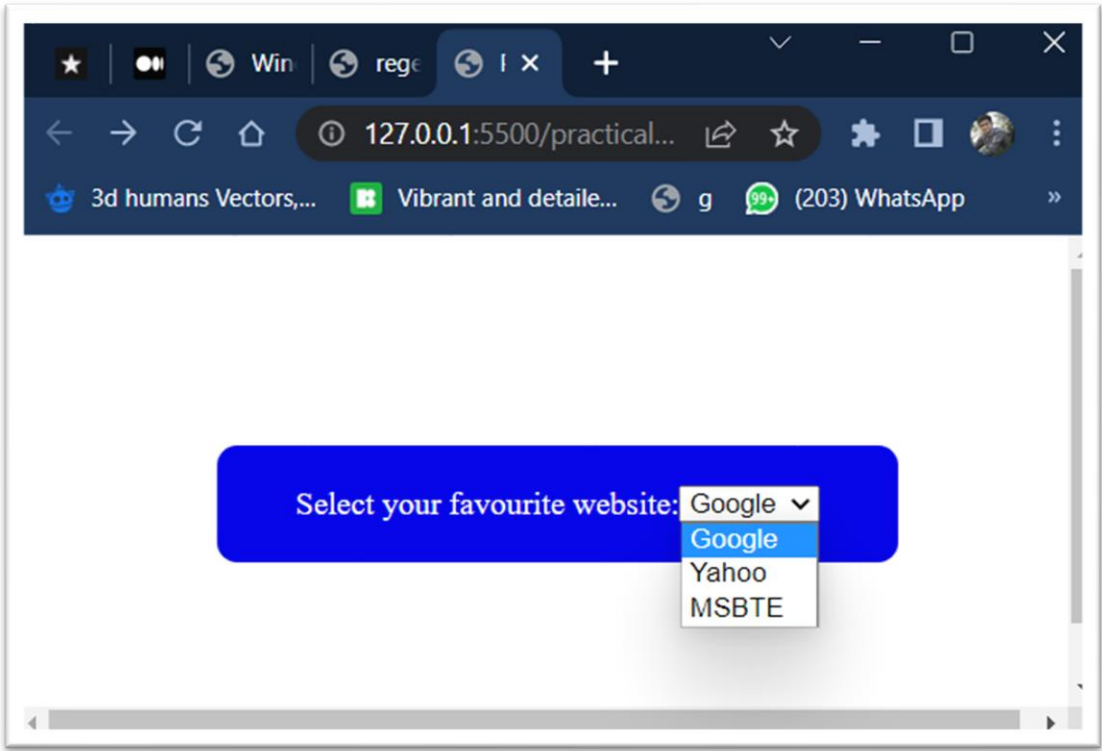 Win
rege
127.0.0.1:5500/practical...
3d humans Vectors,...
Vibrant and detaile...
g
99+
(203) WhatsApp
»
Select your favourite website:
Google
Google
Yahoo
MSBTE